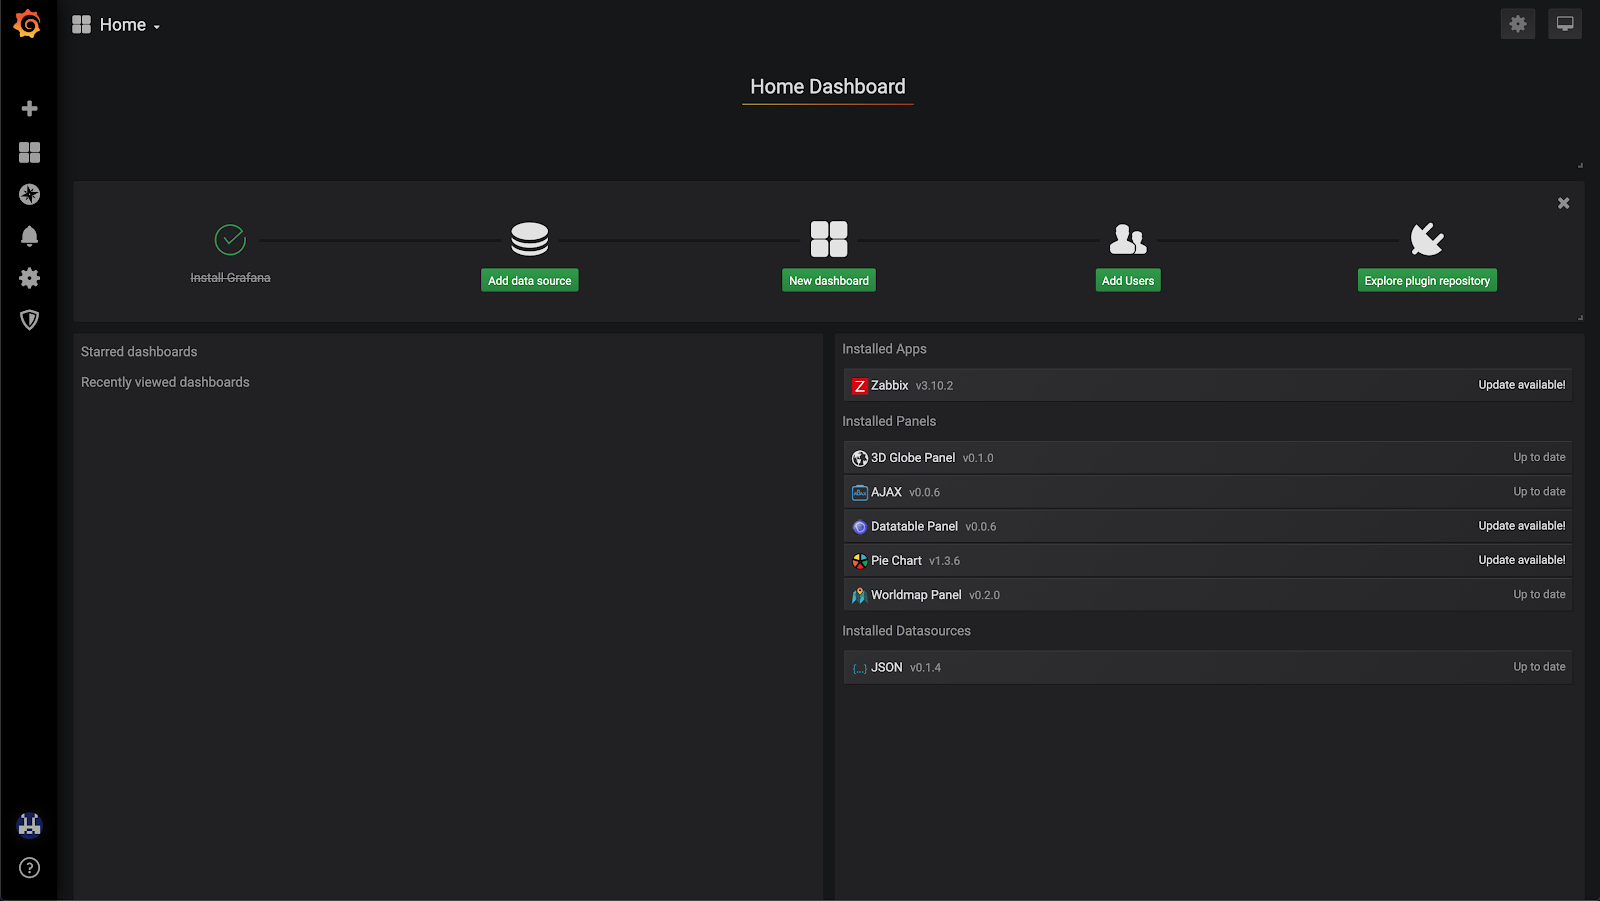 Home
Home Dashboard
Install Grafana
Add data source
New dashboard
Add Users
Explore plugin repository
Starred dashboards
Recently viewed dashboards
Installed Apps
Z Zabbix v3.10.2 Update available!
Installed Panels
3D Globe Panel v0.1.0 Up to date
AJAX v0.0.6 Up to date
Datatable Panel v0.0.6 Update available!
Pie Chart v1.3.6 Update available!
Worldmap Panel v0.2.0 Up to date
Installed Datasources
{...} JSON v0.1.4 Up to date
?